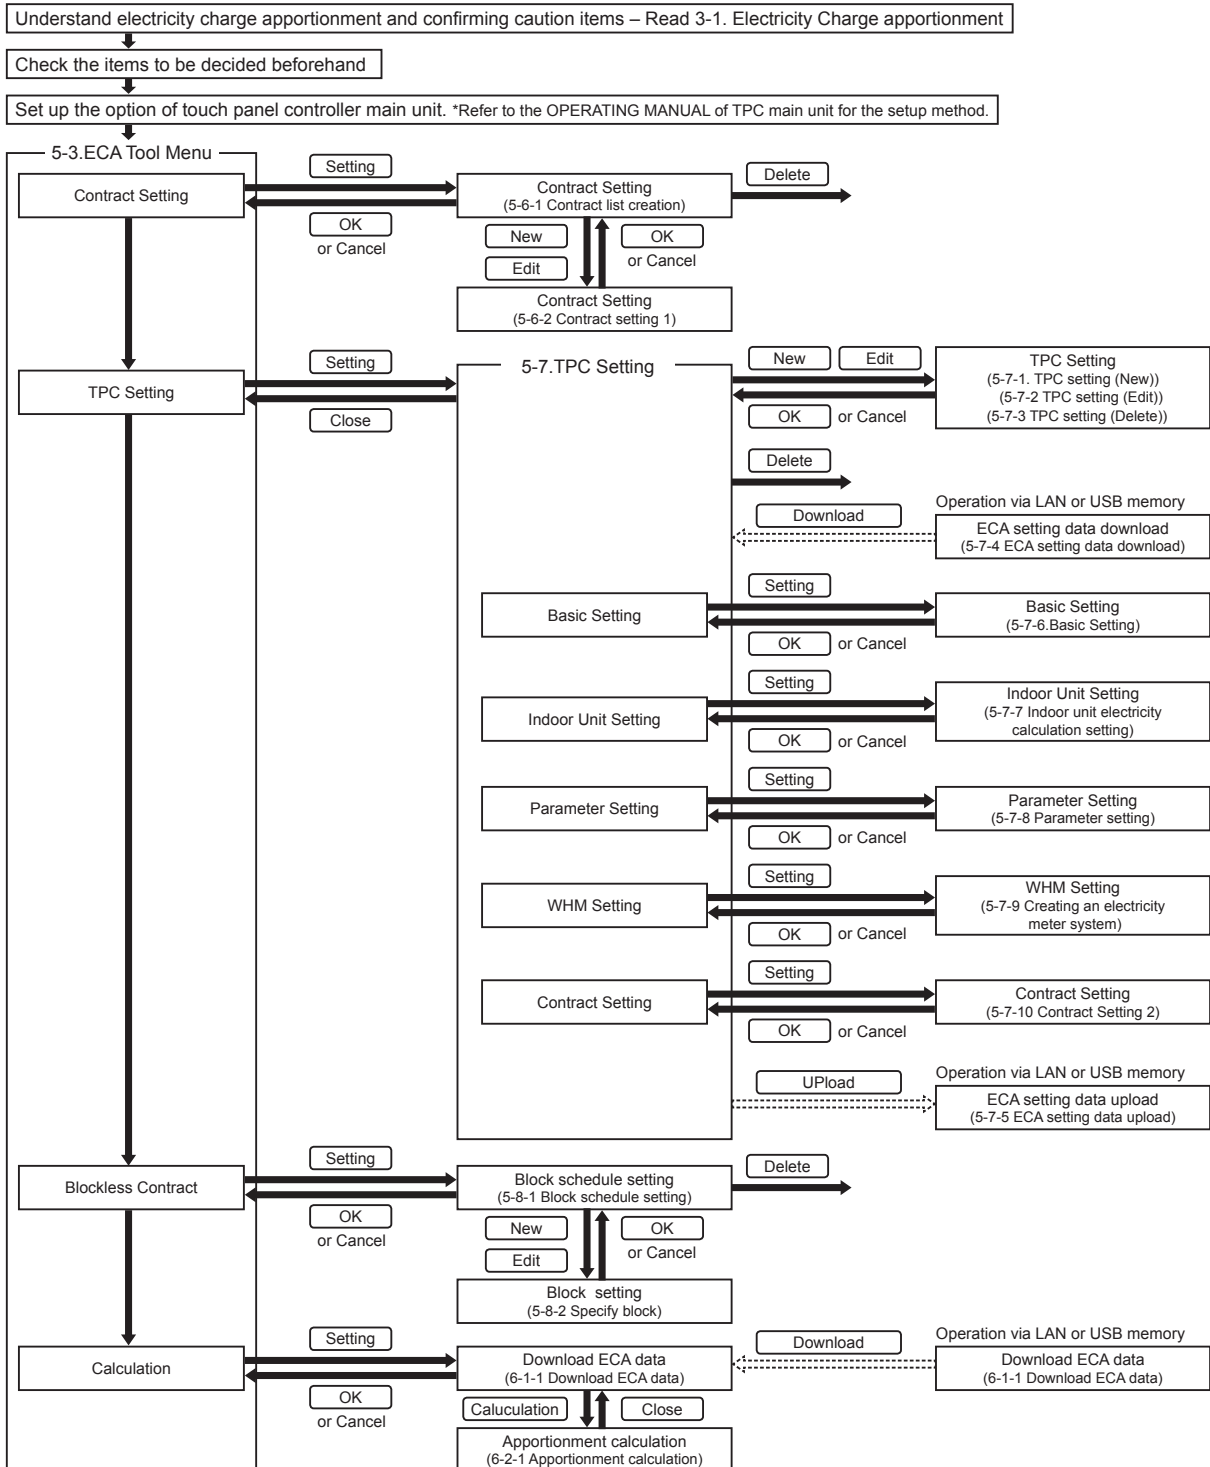 Understand electricity charge apportionment and confirming caution items – Read 3-1. Electricity Charge apportionment
Check the items to be decided beforehand
Set up the option of touch panel controller main unit. *Refer to the OPERATING MANUAL of TPC main unit for the setup method.
5-3.ECA Tool Menu
Contract Setting
Setting
OK
or Cancel
Contract Setting
(5-6-1 Contract list creation)
Delete
New
Edit
OK
or Cancel
Contract Setting
(5-6-2 Contract setting 1)
TPC Setting
Setting
Close
5-7.TPC Setting
New
Edit
OK
or Cancel
TPC Setting
(5-7-1. TPC setting (New))
(5-7-2 TPC setting (Edit))
(5-7-3 TPC setting (Delete))
Delete
Download
Operation via LAN or USB memory
ECA setting data download
(5-7-4 ECA setting data download)
Basic Setting
Setting
OK
or Cancel
Basic Setting
(5-7-6.Basic Setting)
Indoor Unit Setting
Setting
OK
or Cancel
Indoor Unit Setting
(5-7-7 Indoor unit electricity
calculation setting)
Parameter Setting
Setting
OK
or Cancel
Parameter Setting
(5-7-8 Parameter setting)
WHM Setting
Setting
OK
or Cancel
WHM Setting
(5-7-9 Creating an electricity
meter system)
Contract Setting
Setting
OK
or Cancel
Contract Setting
(5-7-10 Contract Setting 2)
UPload
Operation via LAN or USB memory
ECA setting data upload
(5-7-5 ECA setting data upload)
Blockless Contract
Setting
OK
or Cancel
Block schedule setting
(5-8-1 Block schedule setting)
Delete
New
Edit
OK
or Cancel
Block setting
(5-8-2 Specify block)
Calculation
Setting
OK
or Cancel
Download ECA data
(6-1-1 Download ECA data)
Download
Operation via LAN or USB memory
Download ECA data
(6-1-1 Download ECA data)
Caluculation
Close
Apportionment calculation
(6-2-1 Apportionment calculation)